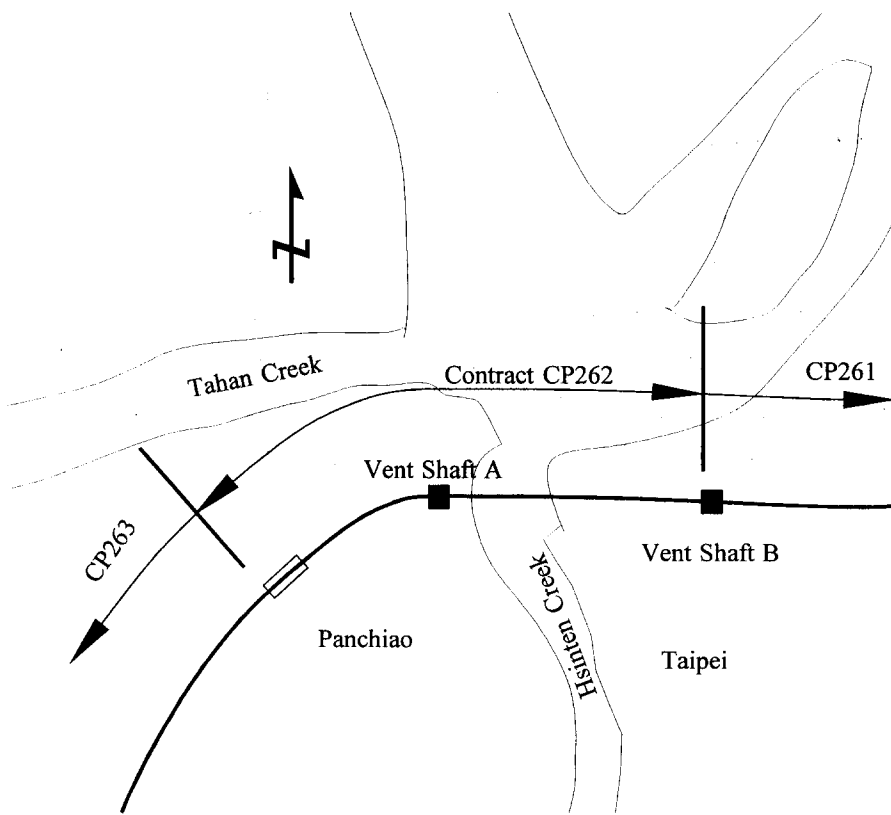 Tahan Creek
Contract CP262
CP261
Vent Shaft A
CP263
Vent Shaft B
Hsinten Creek
Panchiao
Taipei